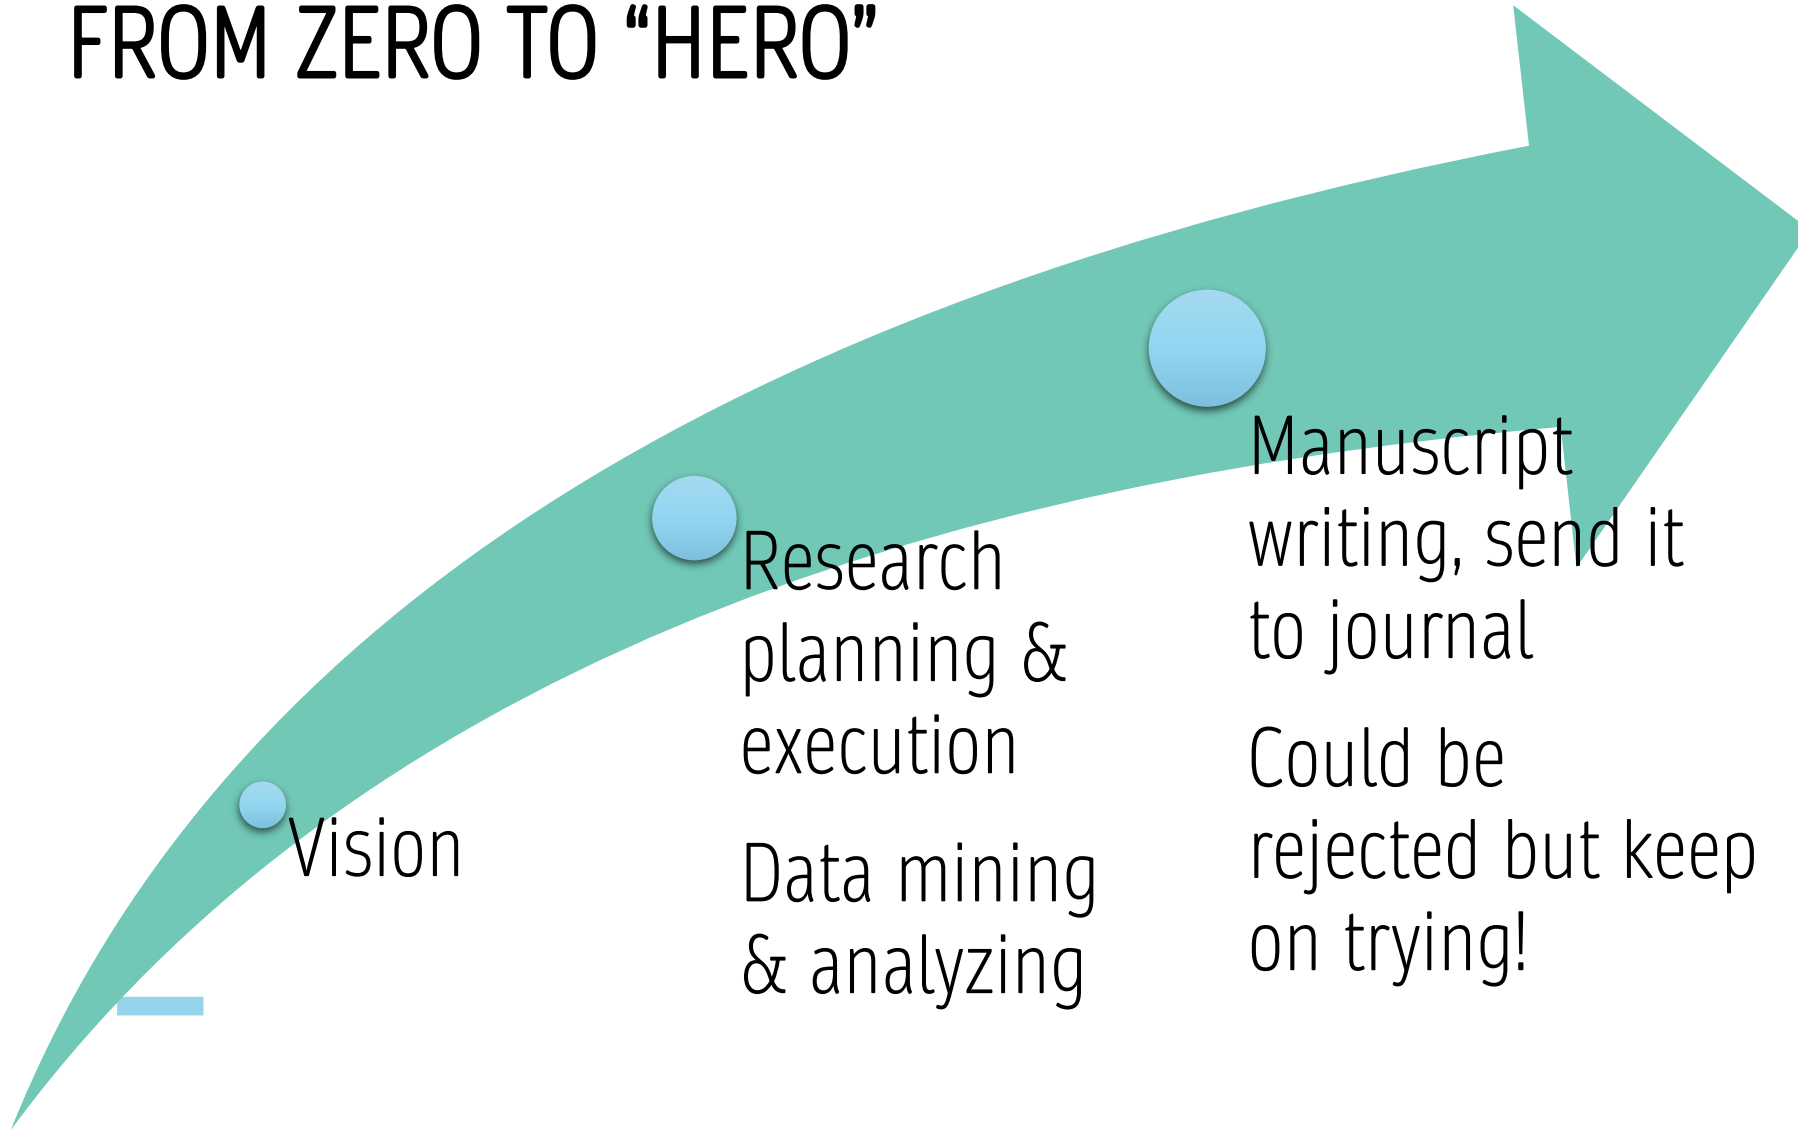 FROM ZERO TO “HERO”
Vision
Research
planning &
execution
Data mining
& analyzing
Manuscript
writing, send it
to journal
Could be
rejected but keep
on trying!